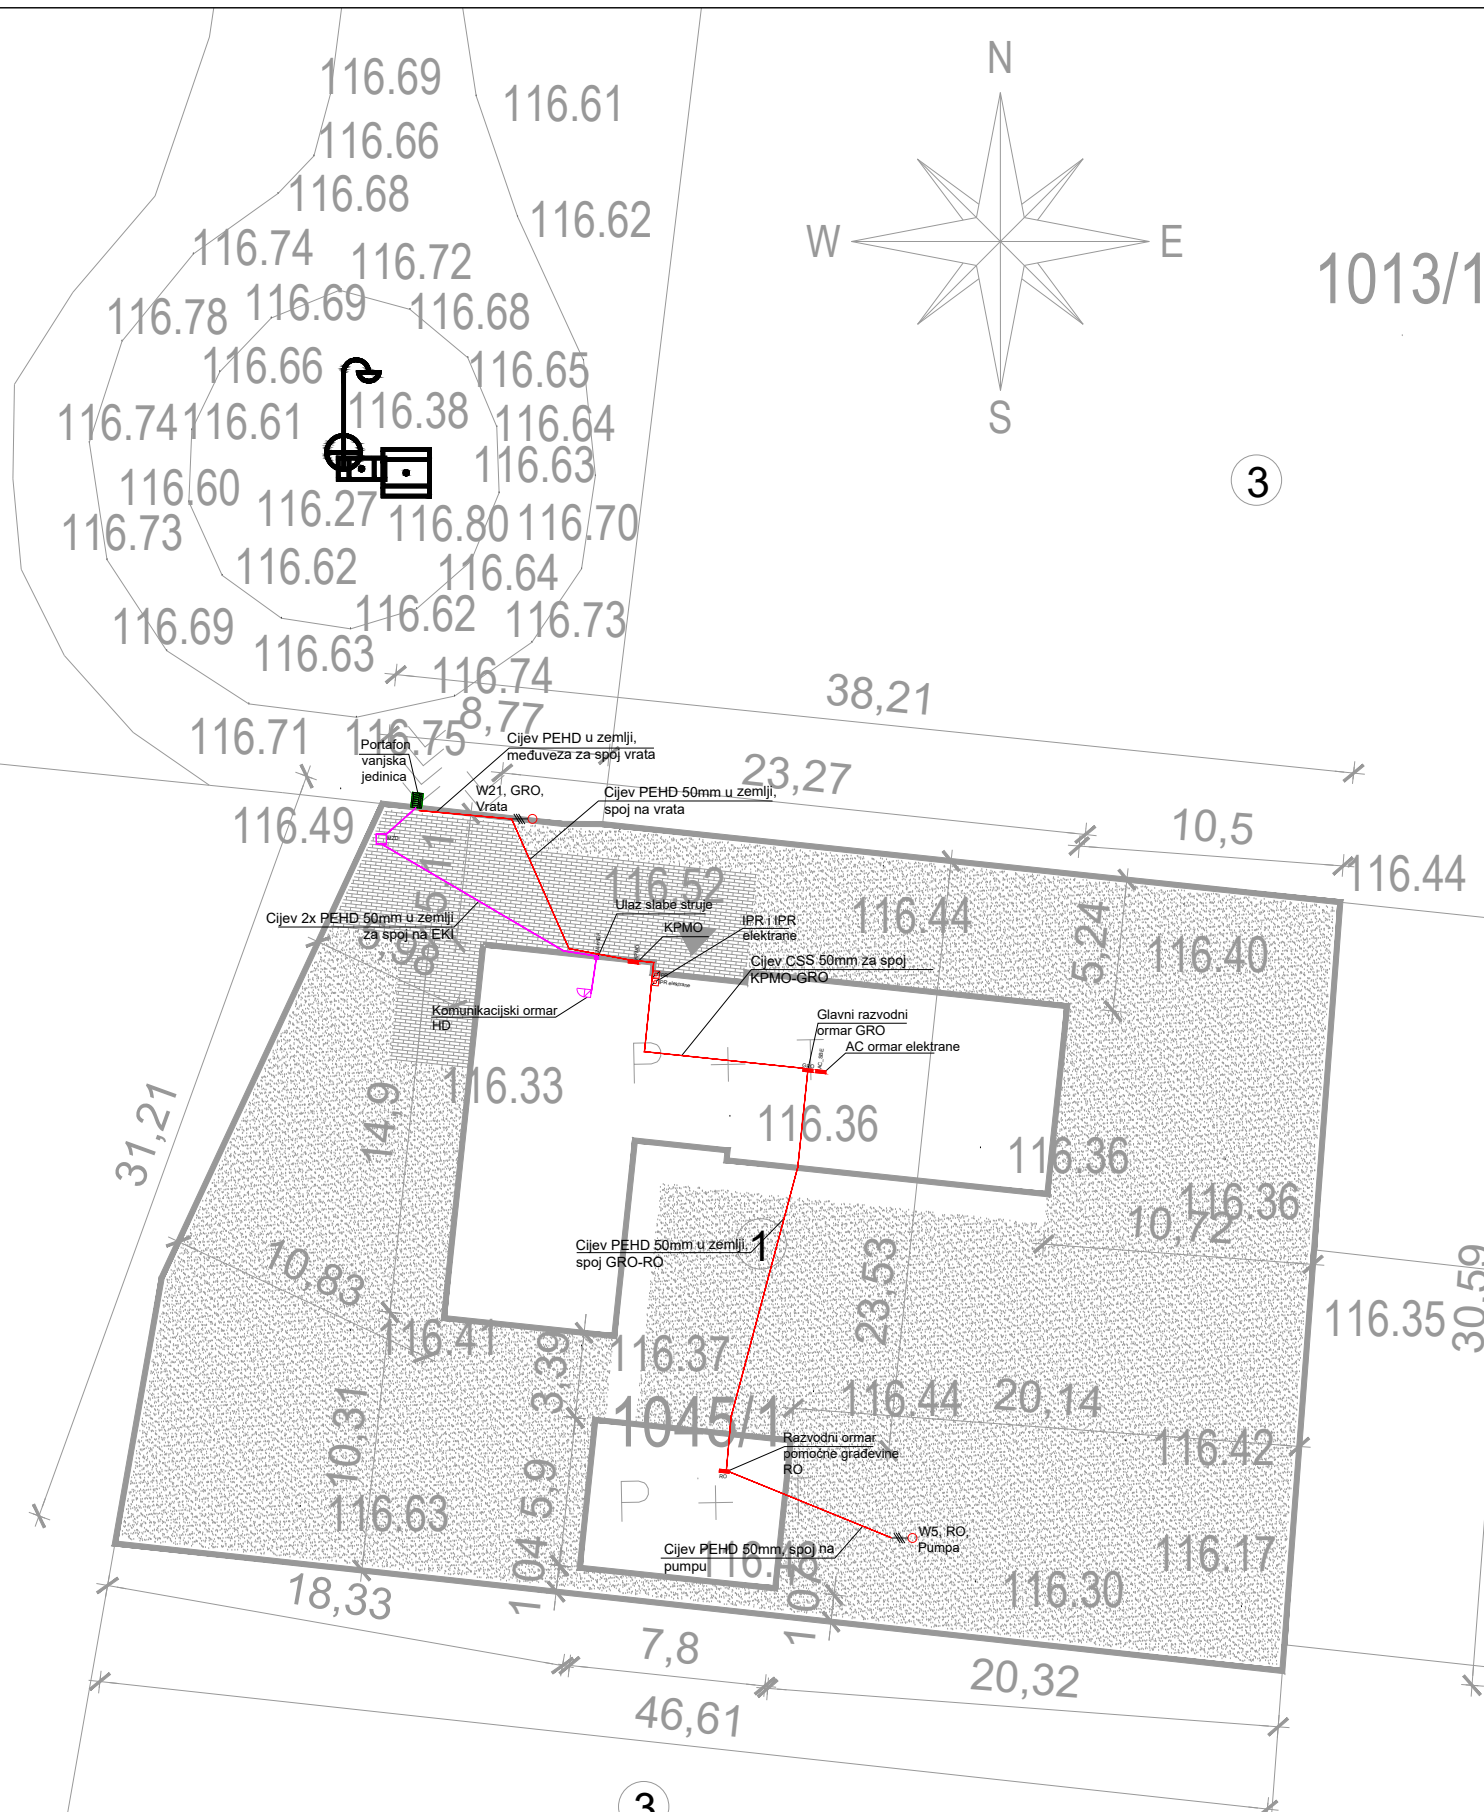 N
116.69
116.61
116.66
116.68
116.62
W
E
116.74
116.72
1013/1
116.69
116.68
116.78
116.66
116.65
116.38
S
116.74
116.61
116.64
116.63
3
116.60
116.27
116.80
116.70
116.73
116.62
116.64
116.62
116.73
116.69
116.63
116.74
38,21
8,77
116.71
116.75
Portafon
vanjska
jedinica
Cijev PEHD u zemlji,
međuveza za spoj vrata
23,27
W21, GRO,
Vrata
Cijev PEHD 50mm u zemlji,
spoj na vrata
116.49
10,5
116.44
116.52
Ulaz slabe struje
Cijev 2x PEHD 50mm u zemlji
za spoj na EKI
KPMO
IPR i IPR
elektrane
116.44
5,24
116.40
Cijev CSS 50mm za spoj
KPMO-GRO
Komunikacijski ormar
HD
Glavni razvodni
ormar GRO
AC ormar elektrane
P +
116.33
14,9
31,21
116.36
116.36
116.36
10,72
Cijev PEHD 50mm u zemlji,
spoj GRO-RO
1
10,83
23,53
30,59
116.35
116.41
3,39
116.37
116.44
20,14
1045/1
Razvodni ormar
pomoćne građevine
RO
RO
116.42
10,31
5,9
P +
116.63
W5, RO,
Pumpa
Cijev PEHD 50mm, spoj na
pumpu
116.17
1,04
116.30
18,33
7,8
20,32
46,61
3